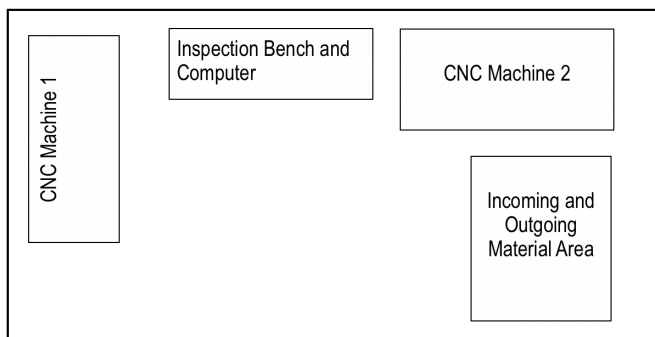 CNC Machine 1
Inspection Bench and
Computer
CNC Machine 2
Incoming and
Outgoing
Material Area